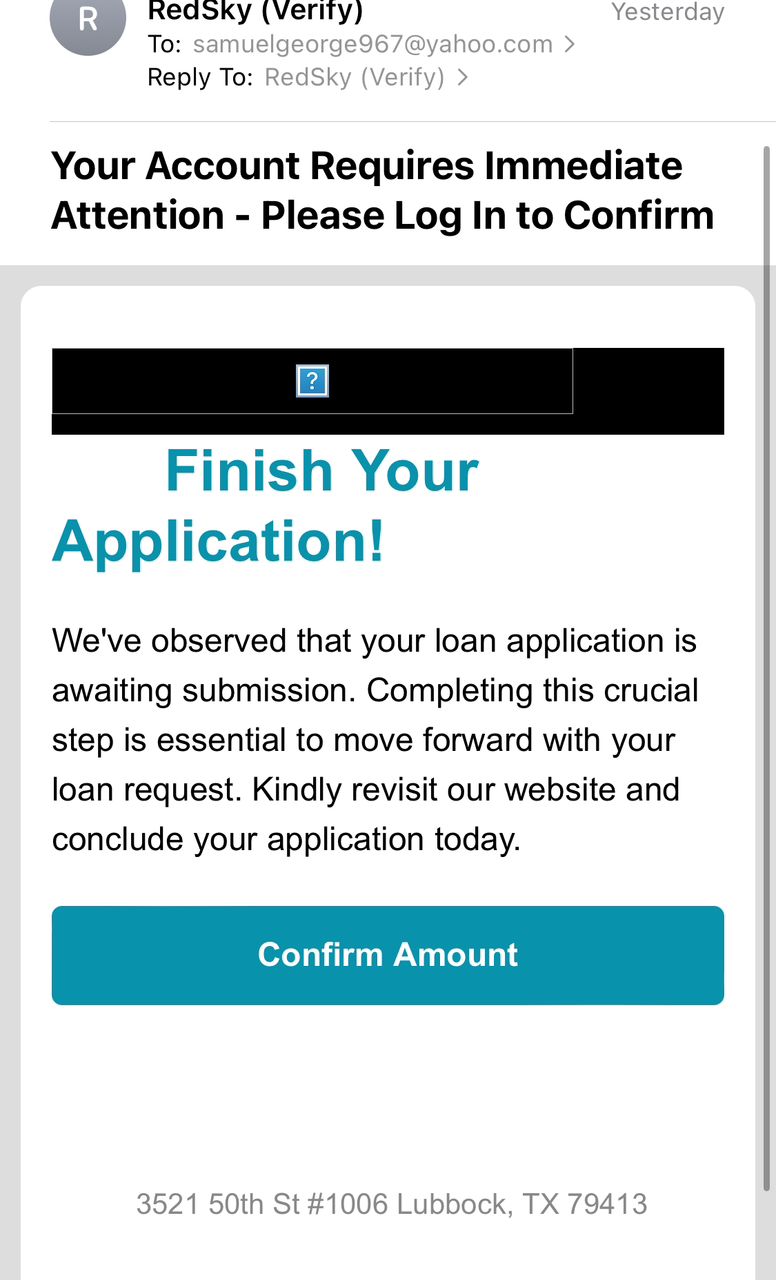 R
RedSky (Verify)
Yesterday
To: samuelgeorge967@yahoo.com >
Reply To: RedSky (Verify) >
Your Account Requires Immediate
Attention - Please Log In to Confirm
?
Finish Your
Application!
We've observed that your loan application is
awaiting submission. Completing this crucial
step is essential to move forward with your
loan request. Kindly revisit our website and
conclude your application today.
Confirm Amount
3521 50th St #1006 Lubbock, TX 79413